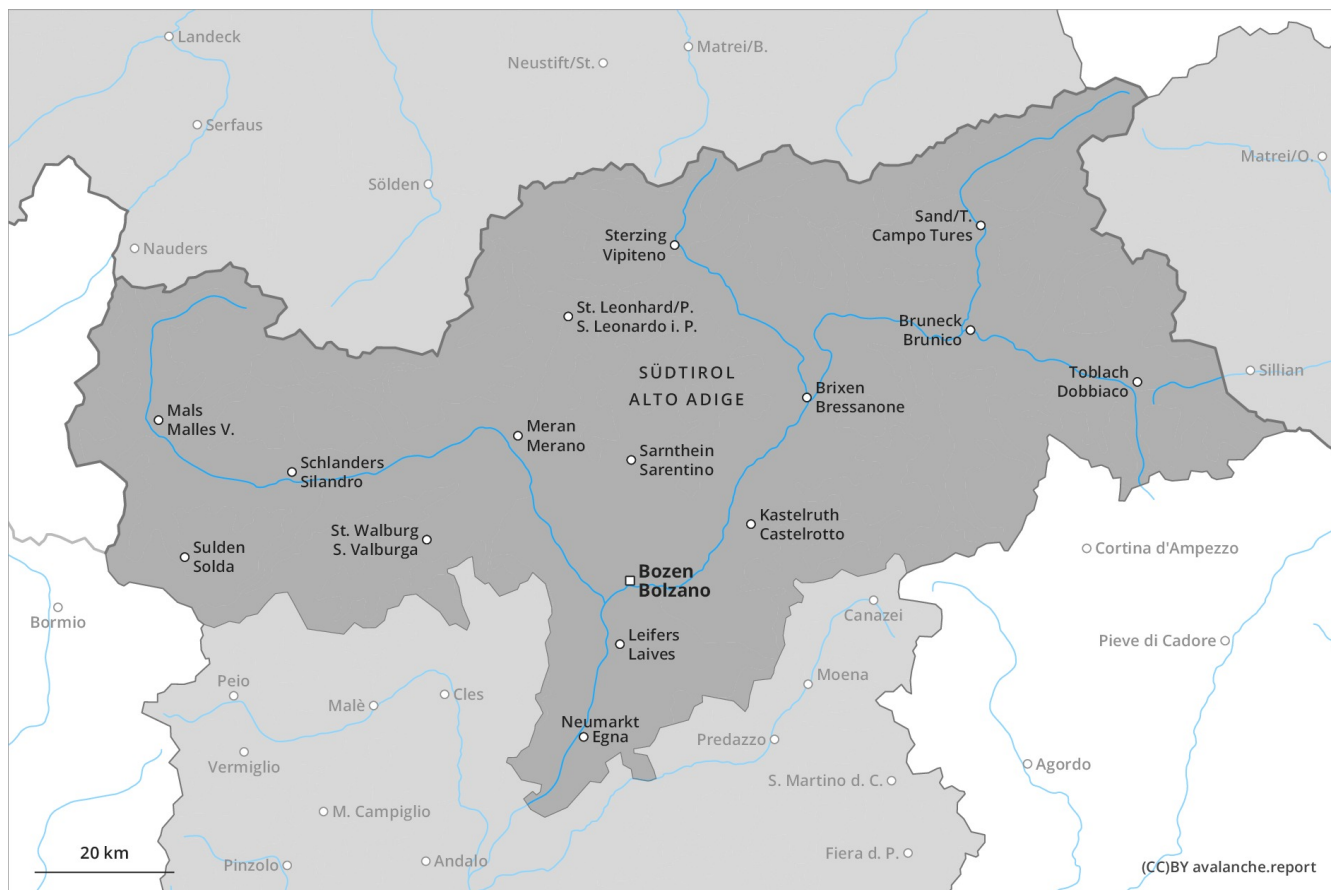 Landeck
Matrei/B.
Neustift/St.
Serfaus
Matrei/O.
Sölden
Sand/T.
Campo Tures
Sterzing
Vipiteno
Nauders
St. Leonhard/P.
S. Leonardo i. P.
Bruneck
Brunico
SÜDTIROL
ALTO ADIGE
Toblach
Dobbiaco
Sillian
Brixen
Bressanone
Mals
Malles V.
Meran
Merano
Sarnthein
Sarentino
Schlanders
Silandro
Kastelruth
Castelrotto
St. Walburg
S. Valburga
Sulden
Solda
Cortina d'Ampezzo
Bozen
Bolzano
Bormio
Canazei
Leifers
Laives
Pieve di Cadore
Moena
Peio
Cles
Malè
Neumarkt
Egna
Predazzo
Vermiglio
Agordo
S. Martino d. C.
M. Campiglio
20 km
Pinzolo
Andalo
Fiera d. P.
(CC)BY avalanche.report